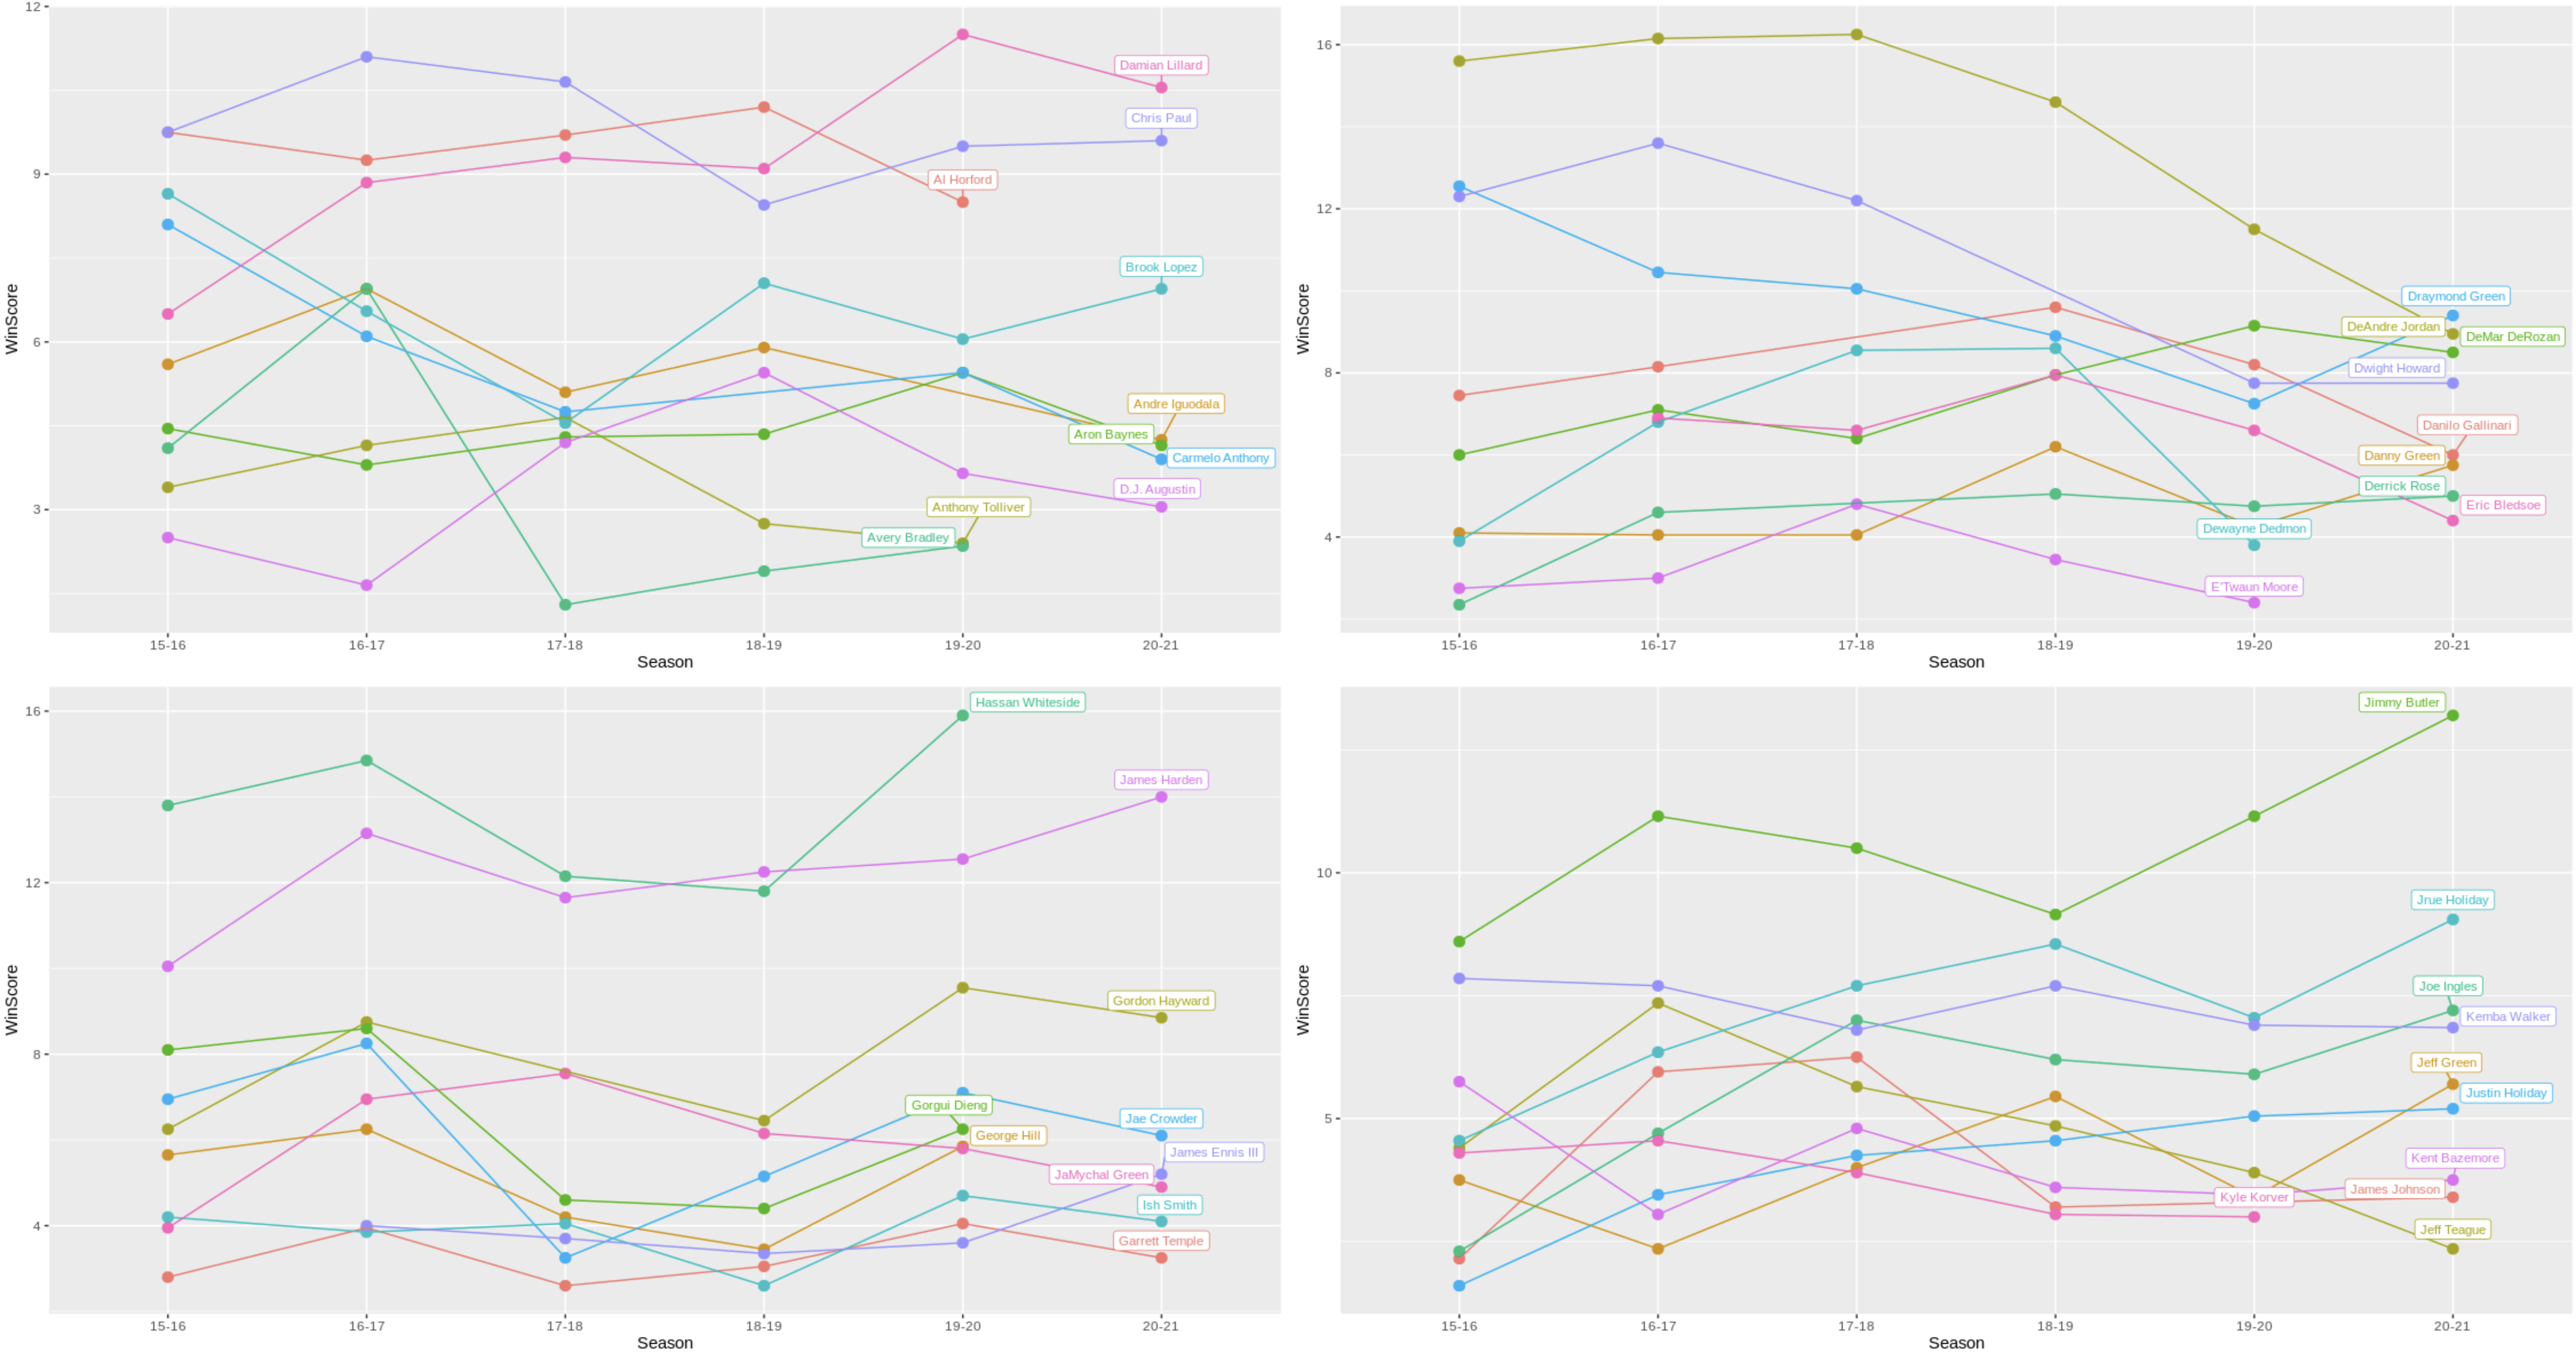 12
9
6
3
WinScore
Damian Lillard
Chris Paul
Al Horford
Brook Lopez
Andre Iguodala
Aron Baynes
Carmelo Anthony
D.J. Augustin
Anthony Tolliver
Avery Bradley
15-16 16-17 17-18 18-19 19-20 20-21
Season
16
12
8
4
WinScore
Draymond Green
DeAndre Jordan
DeMar DeRozan
Dwight Howard
Danilo Gallinari
Danny Green
Derrick Rose
Eric Bledsoe
Dewayne Dedmon
E'Twaun Moore
15-16 16-17 17-18 18-19 19-20 20-21
Season
16
12
8
4
WinScore
Hassan Whiteside
James Harden
Gordon Hayward
Gorgui Dieng
Jae Crowder
George Hill
James Ennis III
JaMychal Green
Ish Smith
Garrett Temple
15-16 16-17 17-18 18-19 19-20 20-21
Season
10
5
WinScore
Jimmy Butler
Jrue Holiday
Joe Ingles
Kemba Walker
Jeff Green
Justin Holiday
Kent Bazemore
James Johnson
Kyle Korver
Jeff Teague
15-16 16-17 17-18 18-19 19-20 20-21
Season